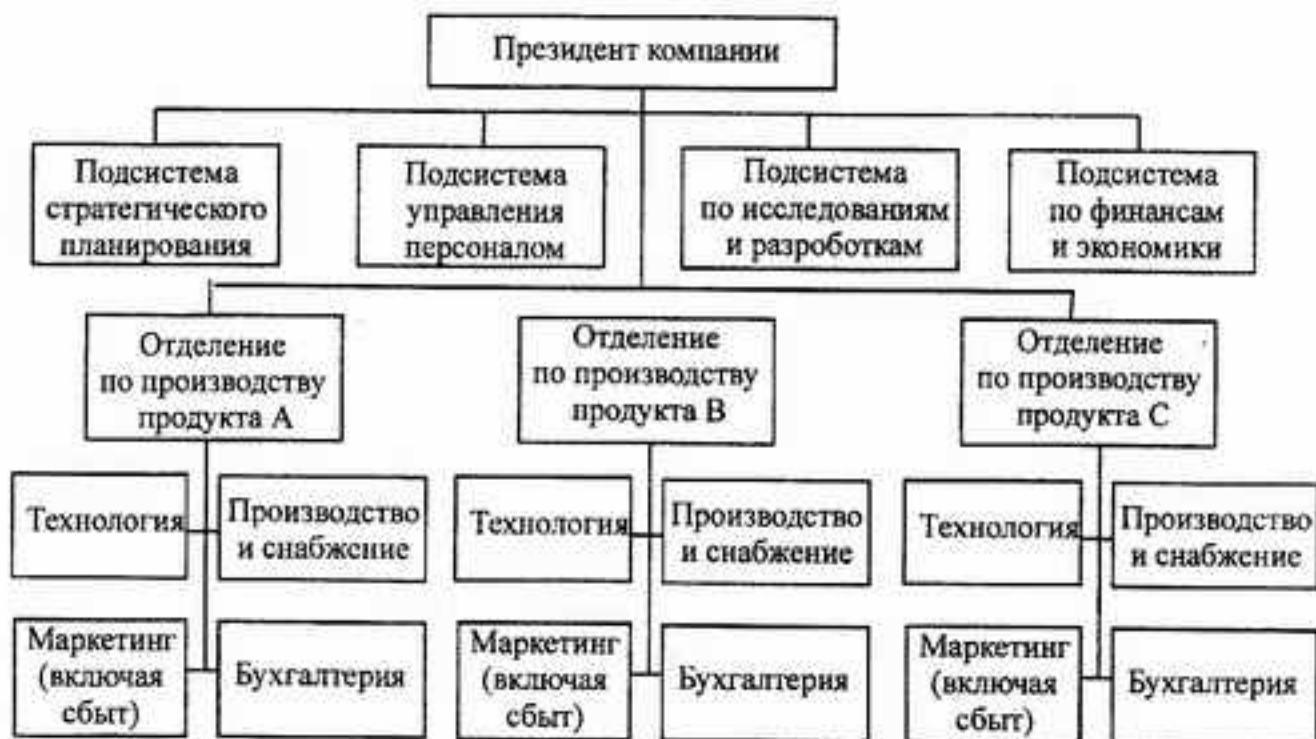 Президент компании
Подсистема
стратегического
планирования
Подсистема
управления
персоналом
Подсистема
по исследованиям
и разроботкам
Подсистема
по финансам
и экономики
Отделение
по производству
продукта А
Отделение
по производству
продукта В
Отделение
по производству
продукта С
Технология
Производство
и снабжение
Технология
Производство
и снабжение
Технология
Производство
и снабжение
Маркетинг
(включая
сбыт)
Бухгалтерия
Маркетинг
(включая
сбыт)
Бухгалтерия
Маркетинг
(включая
сбыт)
Бухгалтерия